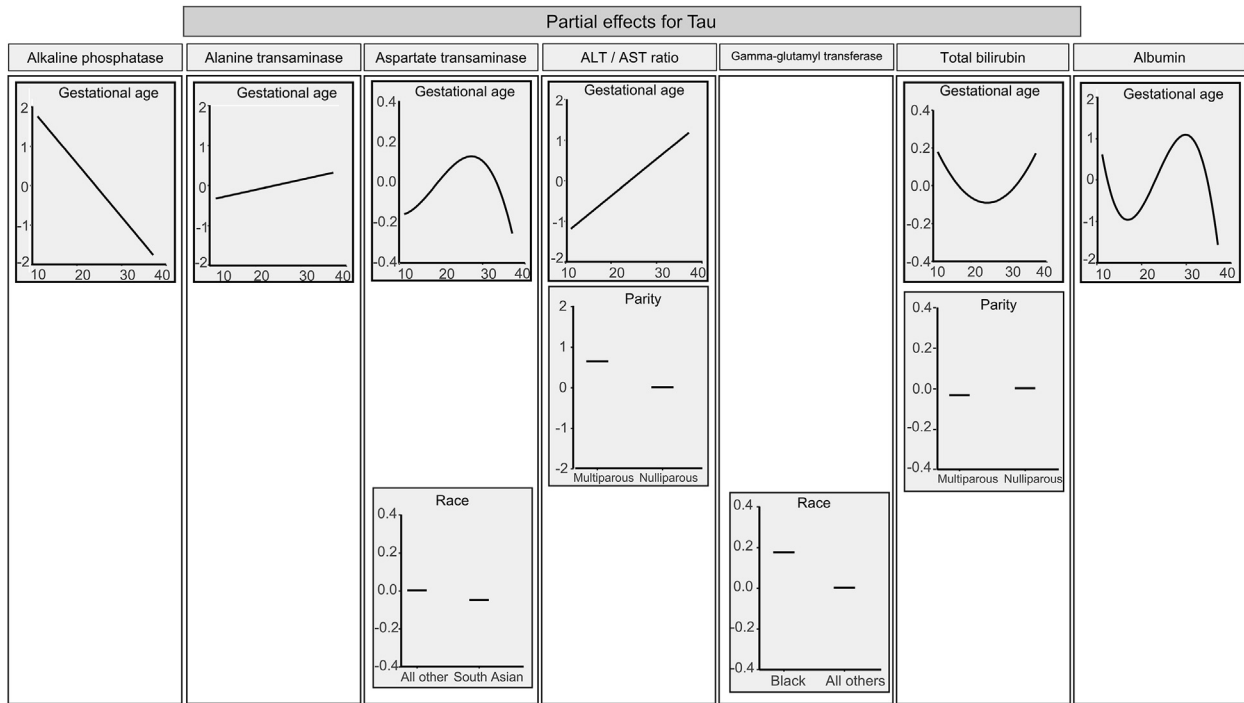 Partial effects for Tau
Alkaline phosphatase
Alanine transaminase
Aspartate transaminase
ALT / AST ratio
Gamma-glutamyl transferase
Total bilirubin
Albumin
Gestational age
2
1
0
-1
-2
10 20 30 40
Gestational age
2
1
0
-1
-2
10 20 30 40
Gestational age
0.4
0.2
0.0
-0.2
-0.4
10 20 30 40
Gestational age
2
1
0
-1
-2
10 20 30 40
Gestational age
0.4
0.2
0.0
-0.2
-0.4
10 20 30 40
Gestational age
2
1
0
-1
-2
10 20 30 40
Parity
2
1
0
-1
-2
Multiparous Nulliparous
Parity
0.4
0.2
0.0
-0.2
-0.4
Multiparous Nulliparous
Race
0.4
0.2
0.0
-0.2
-0.4
All other South Asian
Race
0.4
0.2
0.0
-0.2
-0.4
Black All others